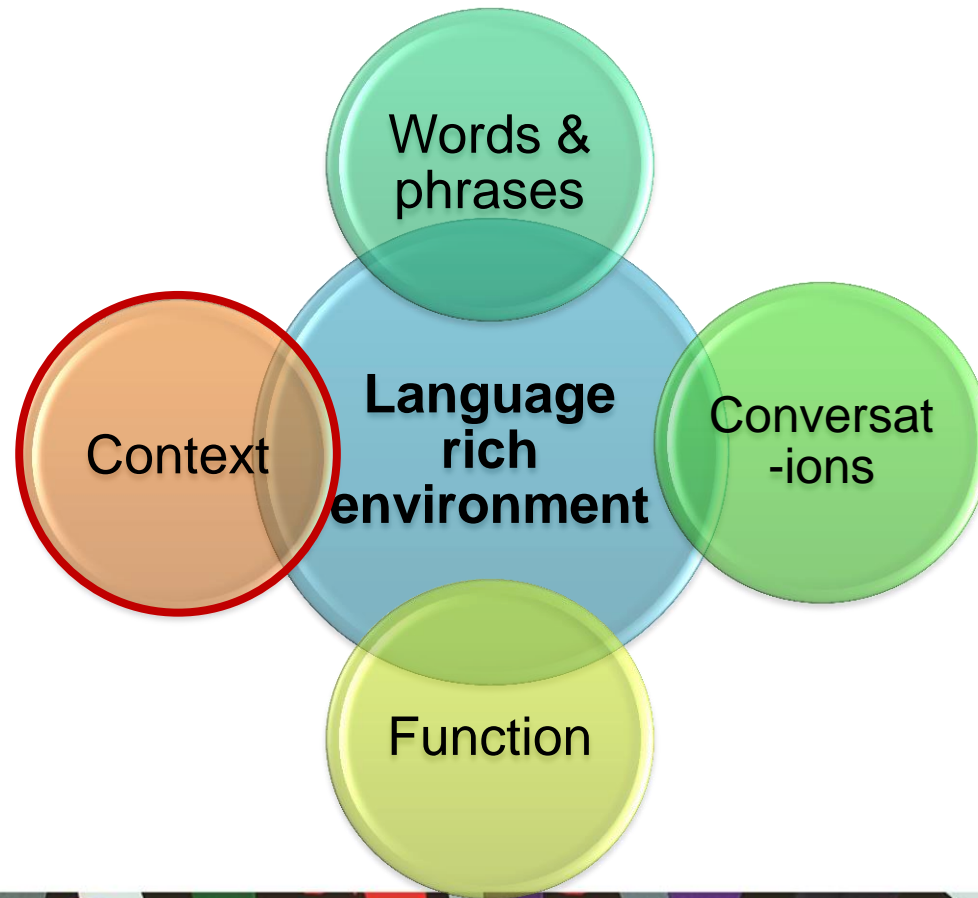 Words &
phrases
Context
Language
rich
environment
Conversat
-ions
Function